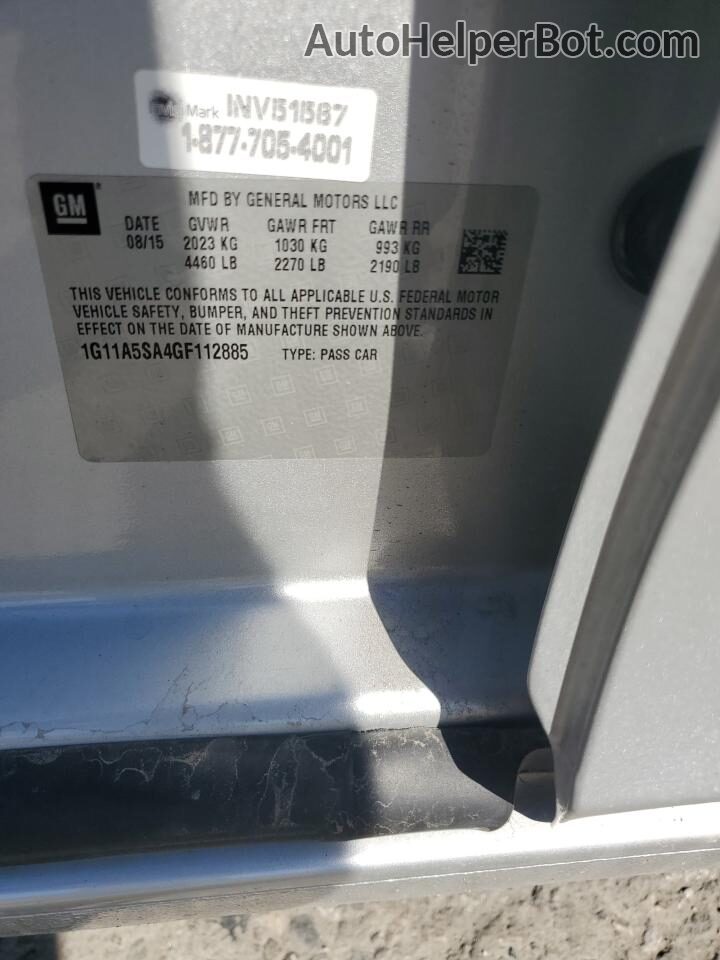 AutoHelperBot.com
Mark INV51567
1-877-705-4001
GM
MFD BY GENERAL MOTORS LLC
DATE GVWR GAWR FRT GAWR RR
08/15 2023 KG 1030 KG 993 KG
4460 LB 2270 LB 2190 LB
THIS VEHICLE CONFORMS TO ALL APPLICABLE U.S. FEDERAL MOTOR
VEHICLE SAFETY, BUMPER, AND THEFT PREVENTION STANDARDS IN
EFFECT ON THE DATE OF MANUFACTURE SHOWN ABOVE.
1G11A5SA4GF112885 TYPE: PASS CAR